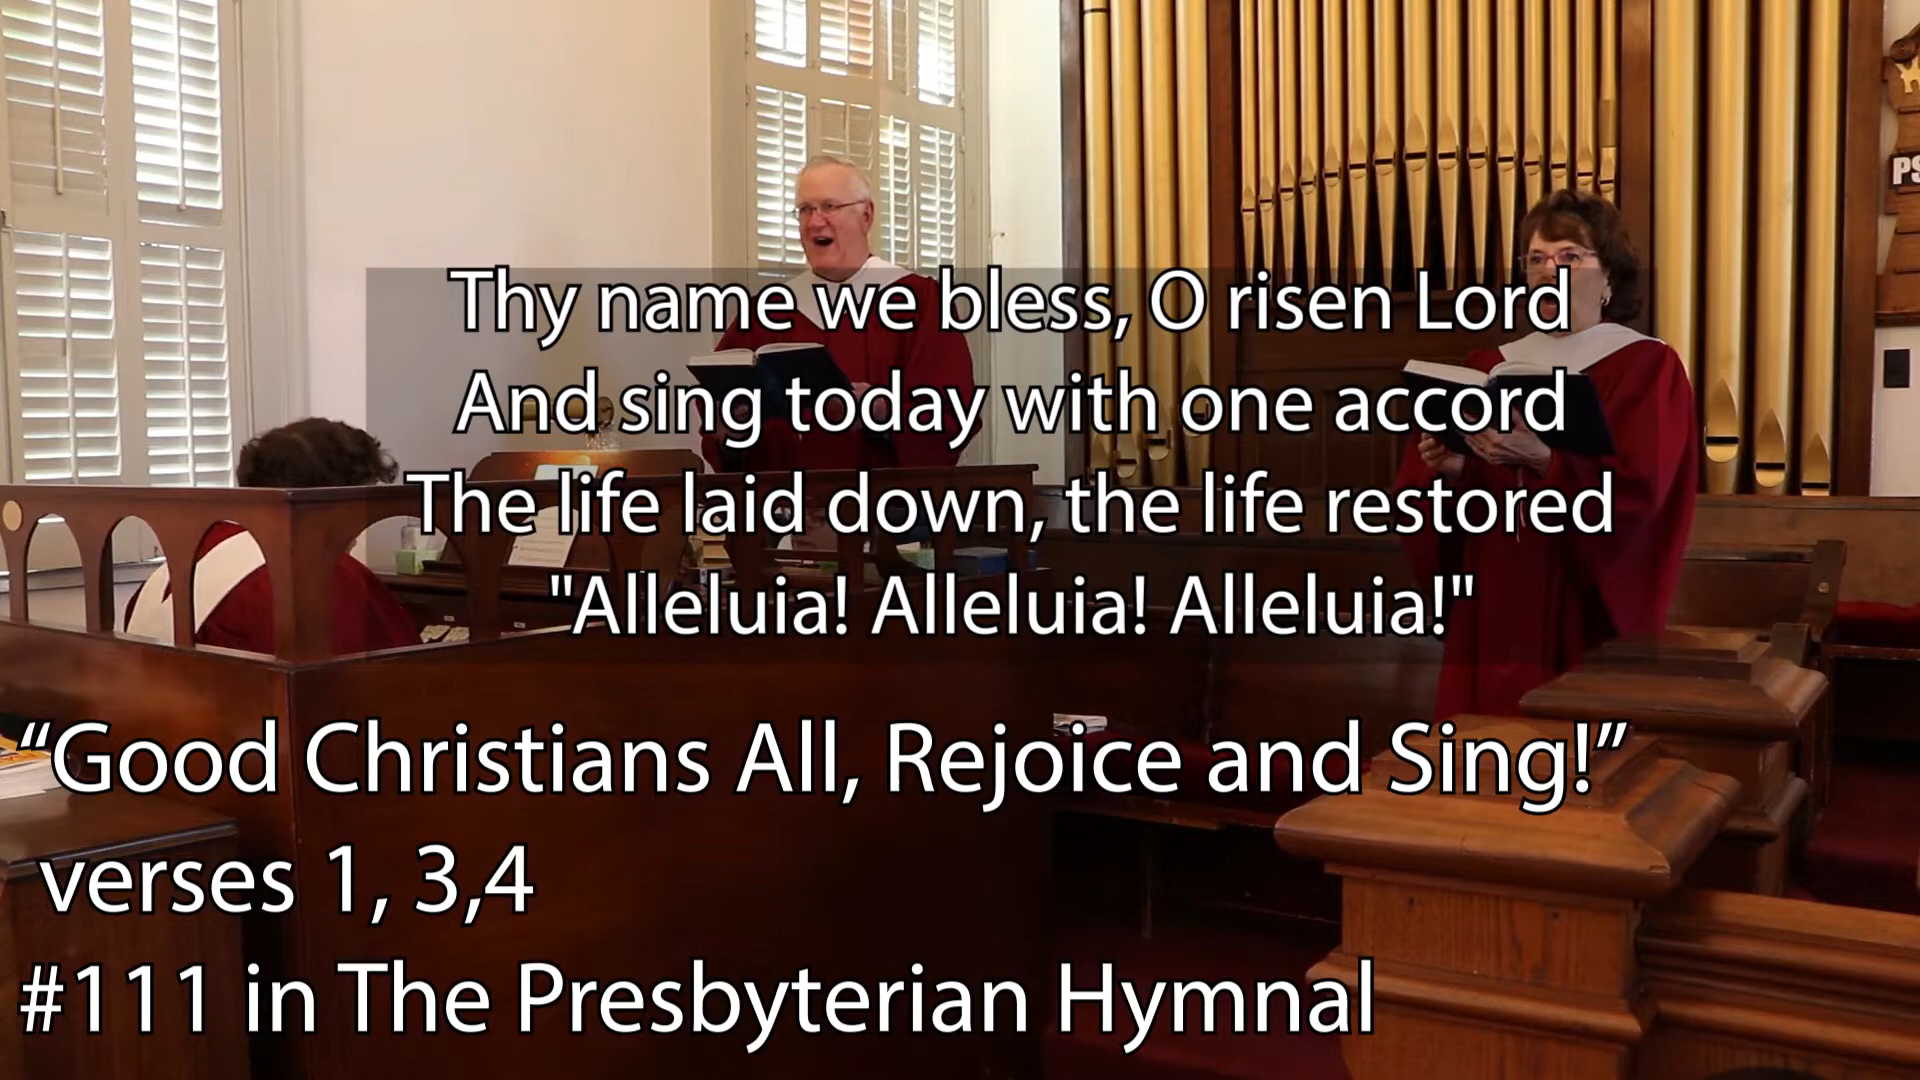 PS
Thy name we bless, O risen Lord
And sing today with one accord
The life laid down, the life restored
"Alleluia! Alleluia! Alleluia!"
“Good Christians All, Rejoice and Sing!”
verses 1, 3,4
#111 in The Presbyterian Hymnal